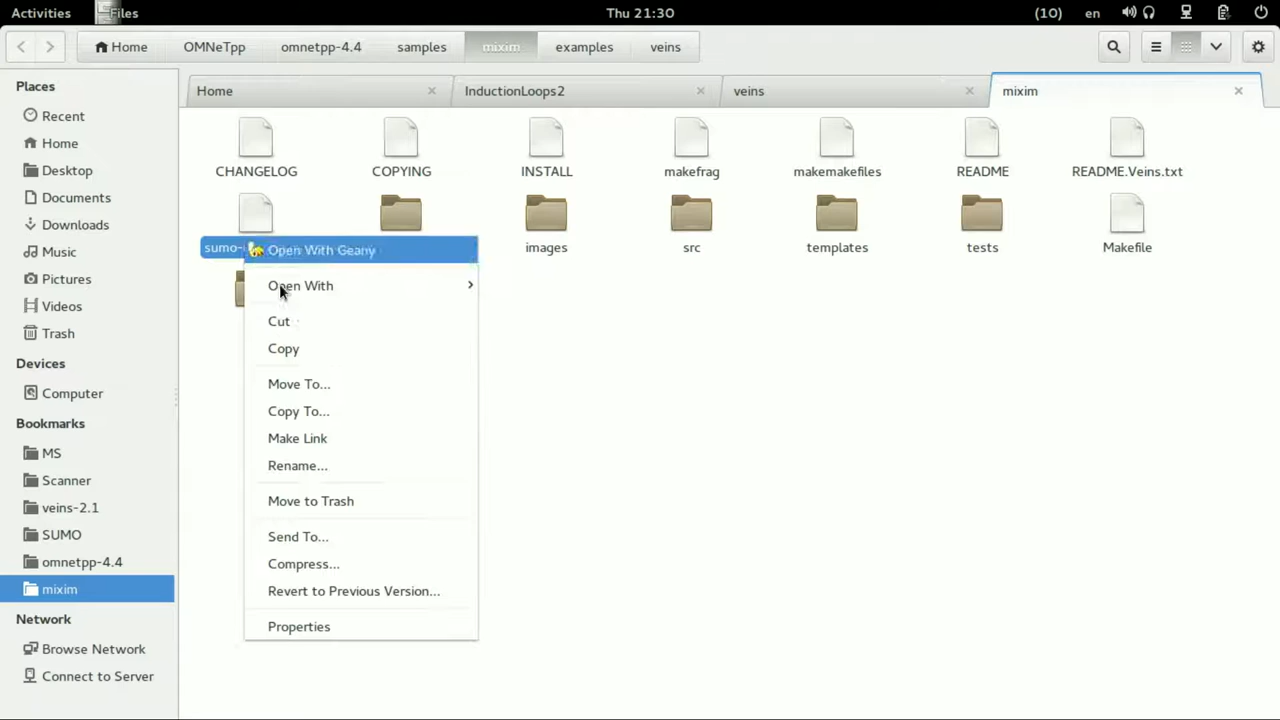 Activities Files Thu 21:30 (10) en
Home OMNeTpp omnetpp-4.4 samples mixim examples veins
Places
Recent
Home
Desktop
Documents
Downloads
Music
Pictures
Videos
Trash
Devices
Computer
Bookmarks
MS
Scanner
veins-2.1
SUMO
omnetpp-4.4
mixim
Network
Browse Network
Connect to Server
Home InductionLoops2 veins mixim
CHANGELOG COPYING INSTALL makefrag makemakefiles README README.Veins.txt
sumo- images src templates tests Makefile
Open With Geany
Open With
Cut
Copy
Move To...
Copy To...
Make Link
Rename...
Move to Trash
Send To...
Compress...
Revert to Previous Version...
Properties